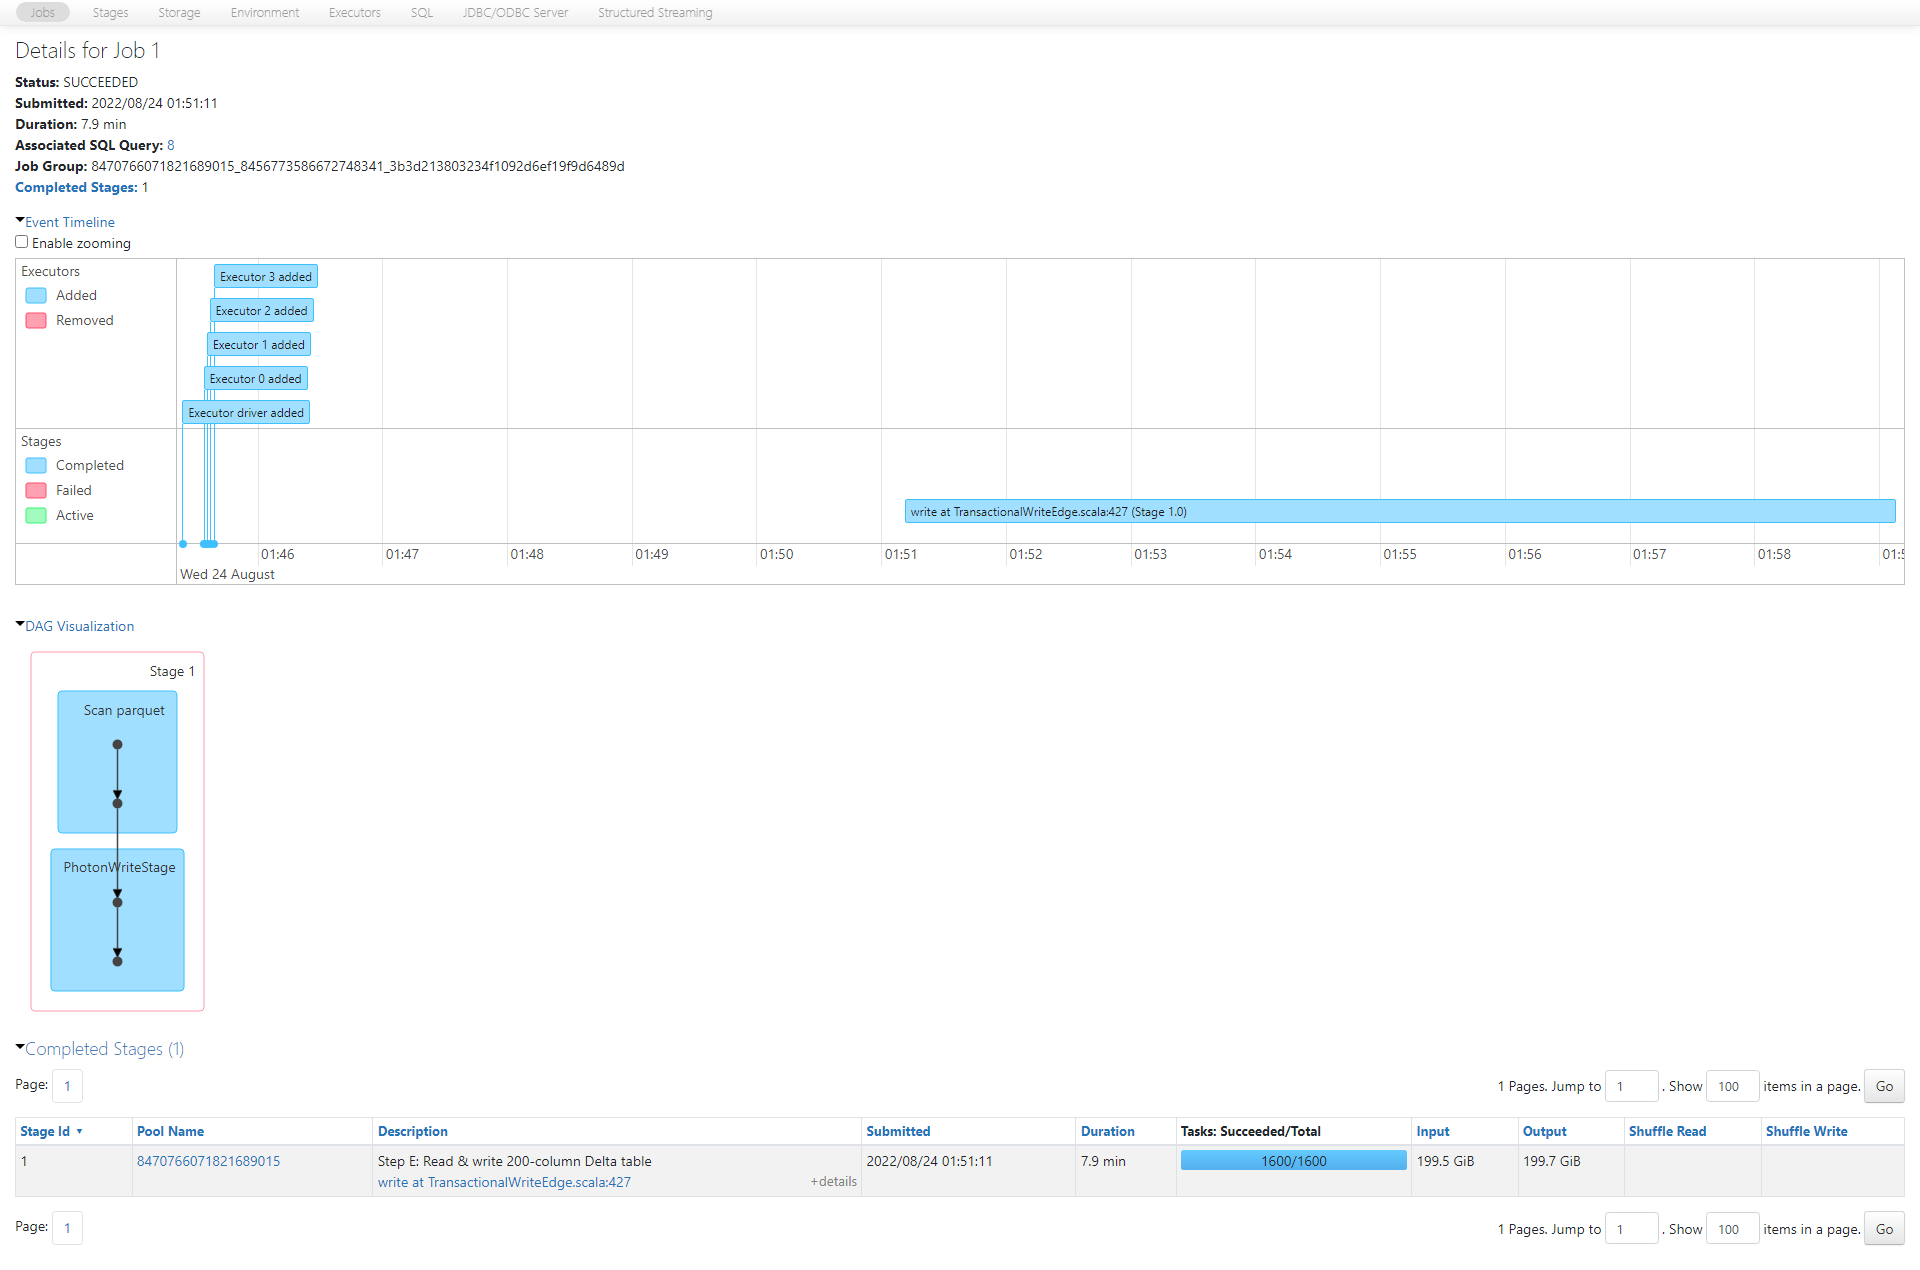 Jobs Stages Storage Environment Executors SQL JDBC/ODBC Server Structured Streaming
Details for Job 1
Status: SUCCEEDED
Submitted: 2022/08/24 01:51:11
Duration: 7.9 min
Associated SQL Query: 8
Job Group: 8470766071821689015_8456773586672748341_3b3d213803234f1092d6ef19f9d6489d
Completed Stages: 1
Event Timeline
Enable zooming
Executors
Added
Removed
Executor 3 added
Executor 2 added
Executor 1 added
Executor 0 added
Executor driver added
Stages
Completed
Failed
Active
write at TransactionalWriteEdge.scala:427 (Stage 1.0)
01:46 01:47 01:48 01:49 01:50 01:51 01:52 01:53 01:54 01:55 01:56 01:57 01:58
Wed 24 August
DAG Visualization
Stage 1
Scan parquet
PhotonWriteStage
Completed Stages (1)
Page: 1 1 Pages. Jump to 1 . Show 100 items in a page. Go
Stage Id ▾ Pool Name Description Submitted Duration Tasks: Succeeded/Total Input Output Shuffle Read Shuffle Write
1 8470766071821689015 Step E: Read & write 200-column Delta table 2022/08/24 01:51:11 7.9 min 1600/1600 199.5 GiB 199.7 GiB
write at TransactionalWriteEdge.scala:427 +details
Page: 1 1 Pages. Jump to 1 . Show 100 items in a page. Go